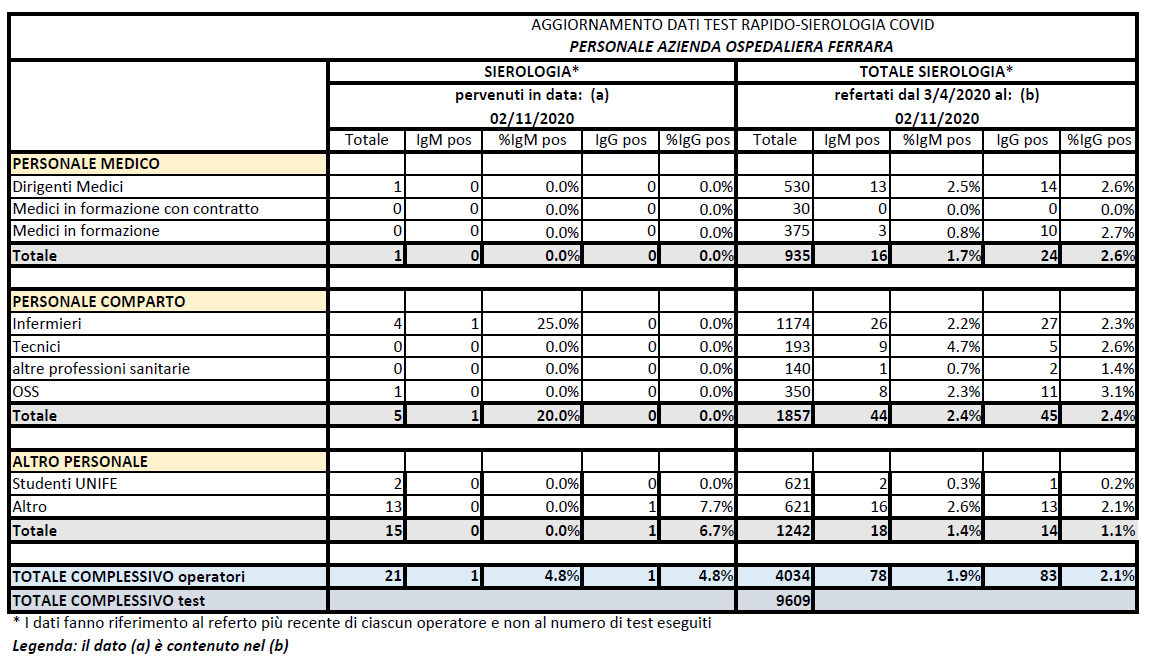 AGGIORNAMENTO DATI TEST RAPIDO-SIEROLOGIA COVID
PERSONALE AZIENDA OSPEDALIERA FERRARA
SIEROLOGIA* TOTALE SIEROLOGIA*
pervenuti in data: (a) refertati dal 3/4/2020 al: (b)
02/11/2020 02/11/2020
Totale IgM pos %IgM pos IgG pos %IgG pos Totale IgM pos %IgM pos IgG pos %IgG pos
PERSONALE MEDICO
Dirigenti Medici 1 0 0.0% 0 0.0% 530 13 2.5% 14 2.6%
Medici in formazione con contratto 0 0 0.0% 0 0.0% 30 0 0.0% 0 0.0%
Medici in formazione 0 0 0.0% 0 0.0% 375 3 0.8% 10 2.7%
Totale 1 0 0.0% 0 0.0% 935 16 1.7% 24 2.6%
PERSONALE COMPARTO
Infermieri 4 1 25.0% 0 0.0% 1174 26 2.2% 27 2.3%
Tecnici 0 0 0.0% 0 0.0% 193 9 4.7% 5 2.6%
altre professioni sanitarie 0 0 0.0% 0 0.0% 140 1 0.7% 2 1.4%
OSS 1 0 0.0% 0 0.0% 350 8 2.3% 11 3.1%
Totale 5 1 20.0% 0 0.0% 1857 44 2.4% 45 2.4%
ALTRO PERSONALE
Studenti UNIFE 2 0 0.0% 0 0.0% 621 2 0.3% 1 0.2%
Altro 13 0 0.0% 1 7.7% 621 16 2.6% 13 2.1%
Totale 15 0 0.0% 1 6.7% 1242 18 1.4% 14 1.1%
TOTALE COMPLESSIVO operatori 21 1 4.8% 1 4.8% 4034 78 1.9% 83 2.1%
TOTALE COMPLESSIVO test 9609
* I dati fanno riferimento al referto più recente di ciascun operatore e non al numero di test eseguiti
Legenda: il dato (a) è contenuto nel (b)